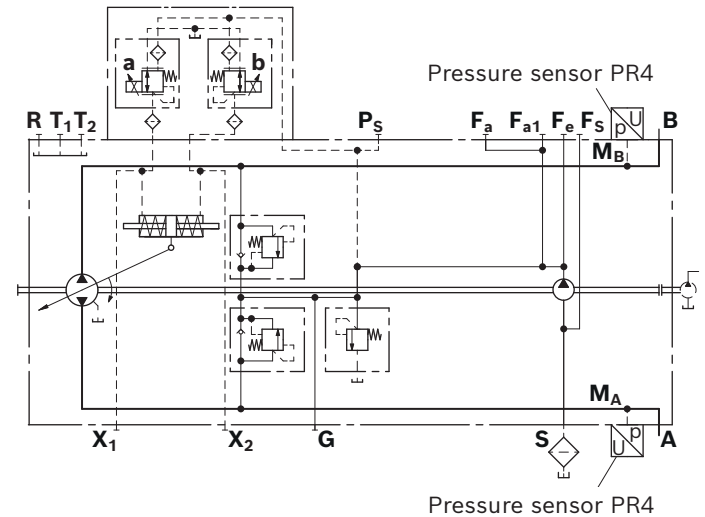 a b
Pressure sensor PR4
R T1 T2 PS Fa Fa1 Fe FS p U B
MB
MA
X1 X2 G S U p A
Pressure sensor PR4